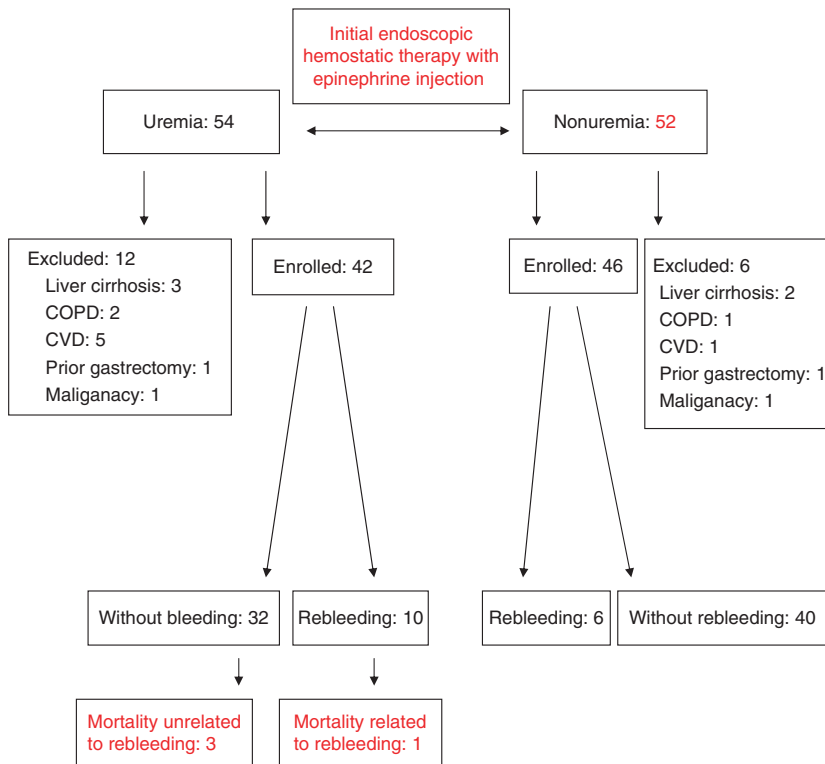 Initial endoscopic
hemostatic therapy with
epinephrine injection
Uremia: 54
Nonuremia: 52
Excluded: 12
Liver cirrhosis: 3
COPD: 2
CVD: 5
Prior gastrectomy: 1
Maliganacy: 1
Enrolled: 42
Enrolled: 46
Excluded: 6
Liver cirrhosis: 2
COPD: 1
CVD: 1
Prior gastrectomy: 1
Maliganacy: 1
Without bleeding: 32
Rebleeding: 10
Rebleeding: 6
Without rebleeding: 40
Mortality unrelated
to rebleeding: 3
Mortality related
to rebleeding: 1